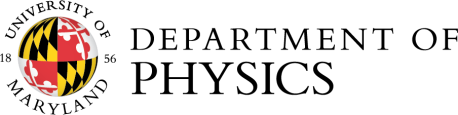 UNIVERSITY OF
18 56
MARYLAND
DEPARTMENT OF
PHYSICS